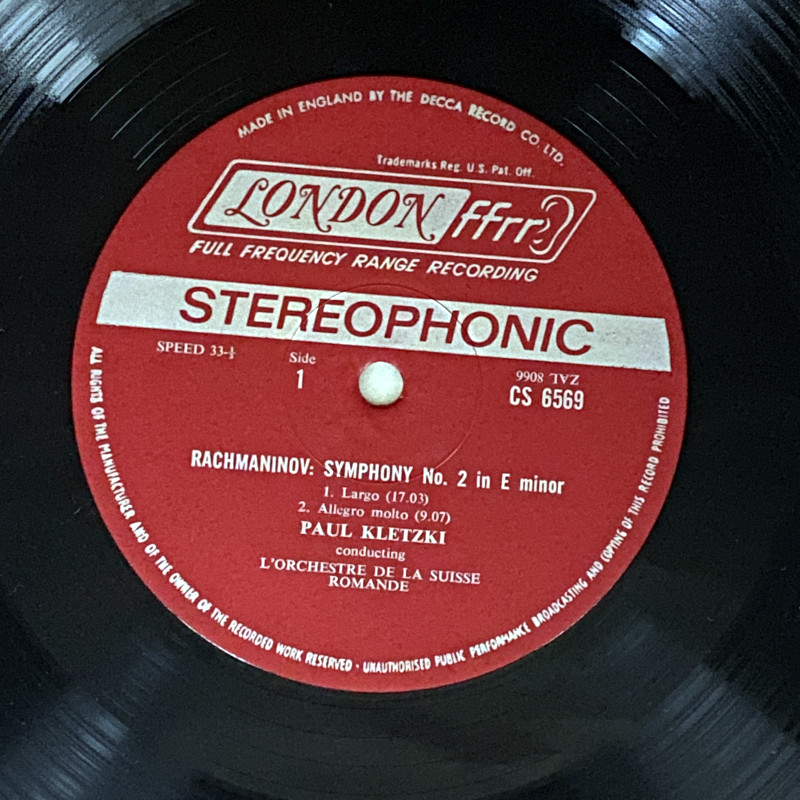 MADE IN ENGLAND BY THE DECCA RECORD CO. LTD.
Trademarks Reg. U.S. Pat. Off.
LONDON ffrr
FULL FREQUENCY RANGE RECORDING
STEREOPHONIC
SPEED 33-⅓
Side
1
ZAL 8066
CS 6569
RACHMANINOV: SYMPHONY No. 2 in E minor
1. Largo (17.03)
2. Allegro molto (9.07)
PAUL KLETZKI
conducting
L'ORCHESTRE DE LA SUISSE
ROMANDE
ALL RIGHTS OF THE MANUFACTURER AND OF THE OWNER OF THE RECORDED WORK RESERVED · UNAUTHORISED PUBLIC PERFORMANCE BROADCASTING AND COPYING OF THIS RECORD PROHIBITED